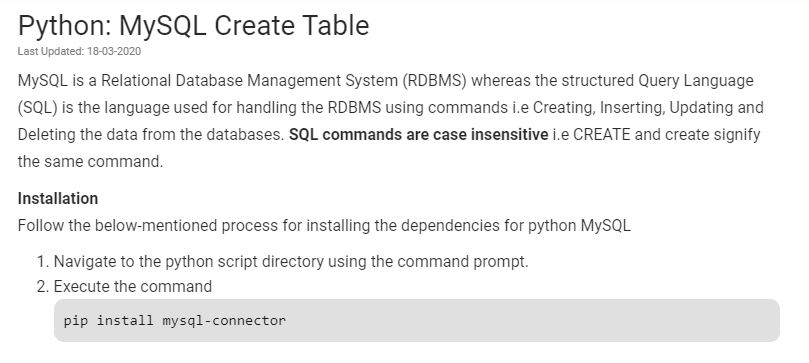 Python: MySQL Create Table
Last Updated: 18-03-2020
MySQL is a Relational Database Management System (RDBMS) whereas the structured Query Language
(SQL) is the language used for handling the RDBMS using commands i.e Creating, Inserting, Updating and
Deleting the data from the databases. SQL commands are case insensitive i.e CREATE and create signify
the same command.
Installation
Follow the below-mentioned process for installing the dependencies for python MySQL
1. Navigate to the python script directory using the command prompt.
2. Execute the command
pip install mysql-connector